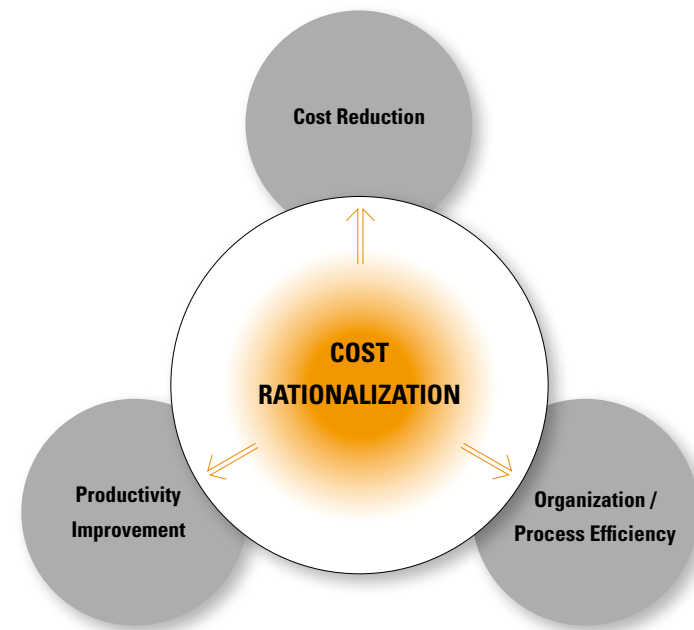 Cost Reduction
COST
RATIONALIZATION
Productivity
Improvement
Organization /
Process Efficiency